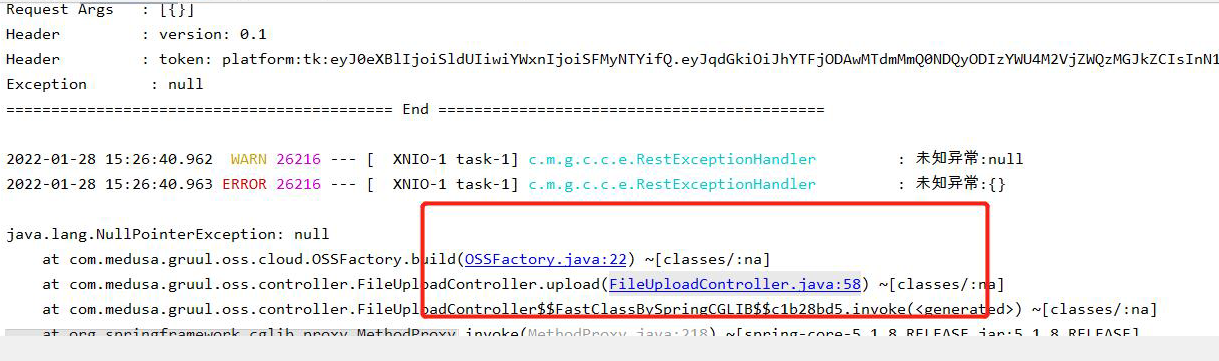 Request Args   : [{}]
Header         : version: 0.1
Header         : token: platform:tk:eyJ0eXBlIjoiSldUIiwiYWxnIjoiSFMyNTYifQ.eyJqdGkiOiJhYTFjODAwMTdmMmQ0NDQyODIzYWU4M2VjZWQzMGJkZCIsInN1
Exception       : null
=========================================== End ===========================================
2022-01-28 15:26:40.962  WARN 26216 --- [  XNIO-1 task-1] c.m.g.c.c.e.RestExceptionHandler         : 未知异常:null
2022-01-28 15:26:40.963 ERROR 26216 --- [  XNIO-1 task-1] c.m.g.c.c.e.RestExceptionHandler         : 未知异常:{}
java.lang.NullPointerException: null
    at com.medusa.gruul.oss.cloud.OSSFactory.build(OSSFactory.java:22) ~[classes/:na]
    at com.medusa.gruul.oss.controller.FileUploadController.upload(FileUploadController.java:58) ~[classes/:na]
    at com.medusa.gruul.oss.controller.FileUploadController$$FastClassBySpringCGLIB$$c1b28bd5.invoke(<generated>) ~[classes/:na]
    at org.springframework.cglib.proxy.MethodProxy.invoke(MethodProxy.java:218) ~[spring-core-5.1.8.RELEASE.jar:5.1.8.RELEASE]